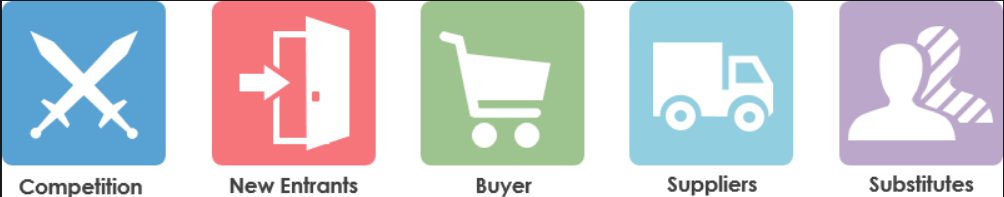 Competition
New Entrants
Buyer
Suppliers
Substitutes